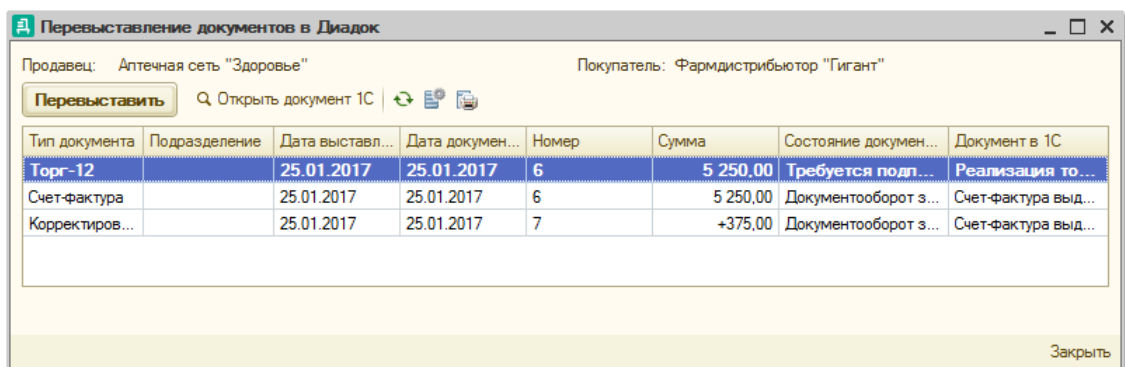 Перевыставление документов в Диадок
Продавец: Аптечная сеть "Здоровье" Покупатель: Фармдистрибьютор "Гигант"
Перевыставить Открыть документ 1С
Тип документа Подразделение Дата выставл... Дата докумен... Номер Сумма Состояние докумен... Документ в 1С
Торг-12 25.01.2017 25.01.2017 6 5 250,00 Требуется подп... Реализация то...
Счет-фактура 25.01.2017 25.01.2017 6 5 250,00 Документооборот з... Счет-фактура выд...
Корректиров... 25.01.2017 25.01.2017 7 +375,00 Документооборот з... Счет-фактура выд...
Закрыть